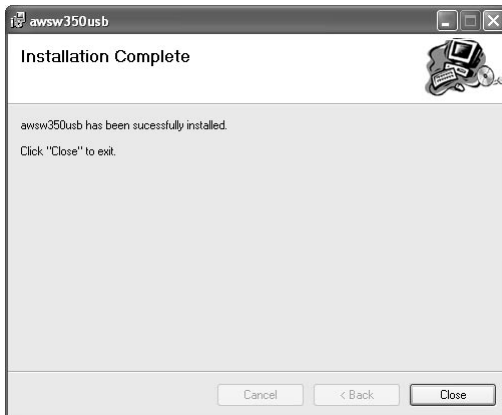 awsw350usb
Installation Complete
awsw350usb has been sucessfully installed.
Click "Close" to exit.
Cancel
< Back
Close